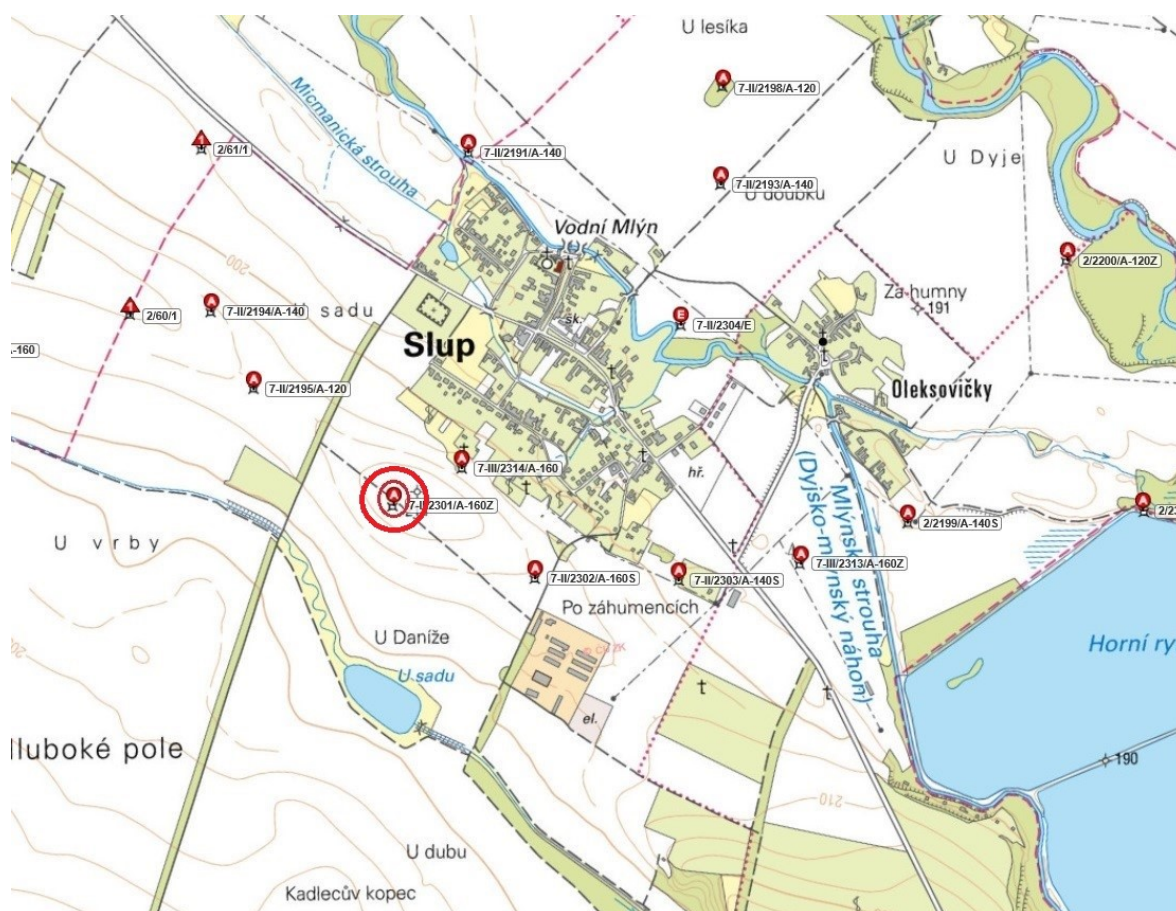 U lesíka
7-II/2198/A-120
Micmanická strouha
2/61/1
7-II/2191/A-140
U Dyje
7-II/2193/A-140
U doubku
Vodní Mlýn
200
2/2200/A-120Z
Za humny
191
7-II/2194/A-140
sadu
2/60/1
sk.
7-II/2304/E
A-160
Slup
7-II/2195/A-120
Oleksovičky
7-III/2314/A-160
hř.
7-II/2301/A-160Z
2/2199/A-140S
U vrby
Mlýnská strouha
(Dyjsko-mlýnský náhon)
7-III/2313/A-160Z
7-II/2302/A-160S
7-II/2303/A-140S
Po záhumencích
U Daníže
U sadu
© ČÚZK
Horní ry
el.
Hluboké pole
190
210
U dubu
Kadlecův kopec